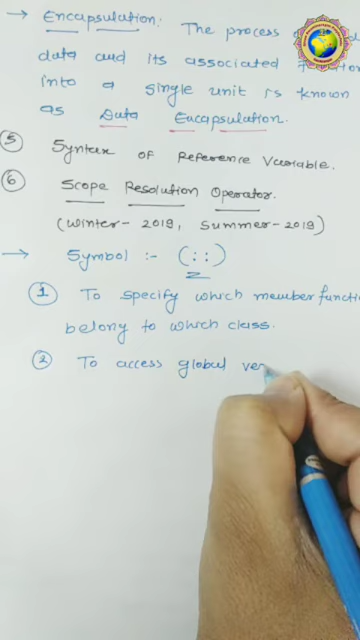 → Encapsulation: The process
data and its associated
into a single unit is known
as Data Encapsulation.
⑤ Syntax of Reference Variable.
⑥ Scope Resolution Operator.
(Winter - 2019, Summer - 2019)
→ Symbol :- (::)
① To specify which member
belong to which class.
② To access global ver